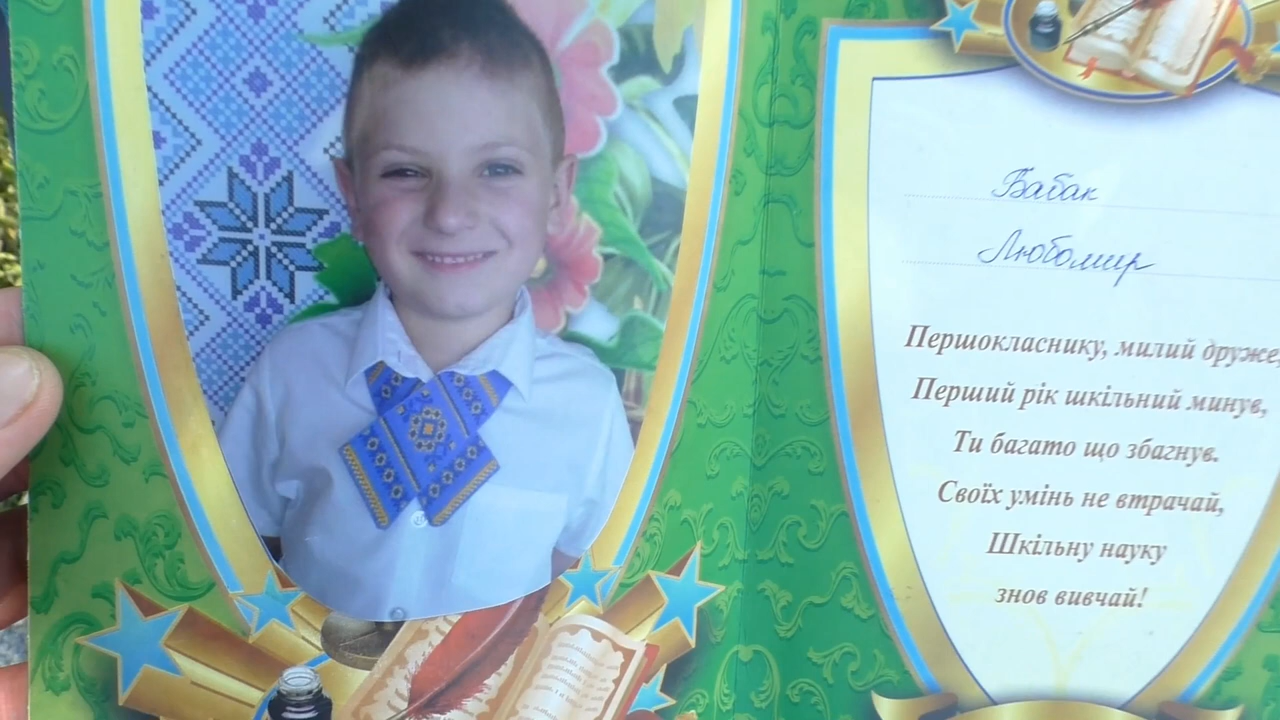 Бабак
Любомир
Першокласнику, милий друже,
Перший рік шкільний минув,
Ти багато що збагнув.
Своїх умінь не втрачай,
Шкільну науку
знов вивчай!